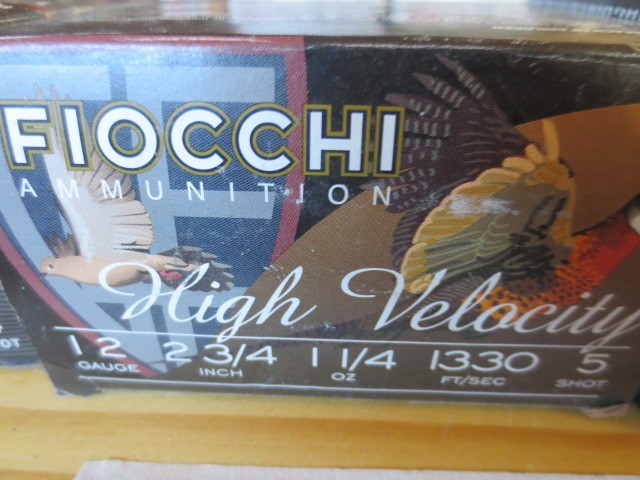 FIOCCHI
AMMUNITION
High Velocity
12 2 3/4 1 1/4 1330 5
GAUGE INCH OZ FT/SEC SHOT